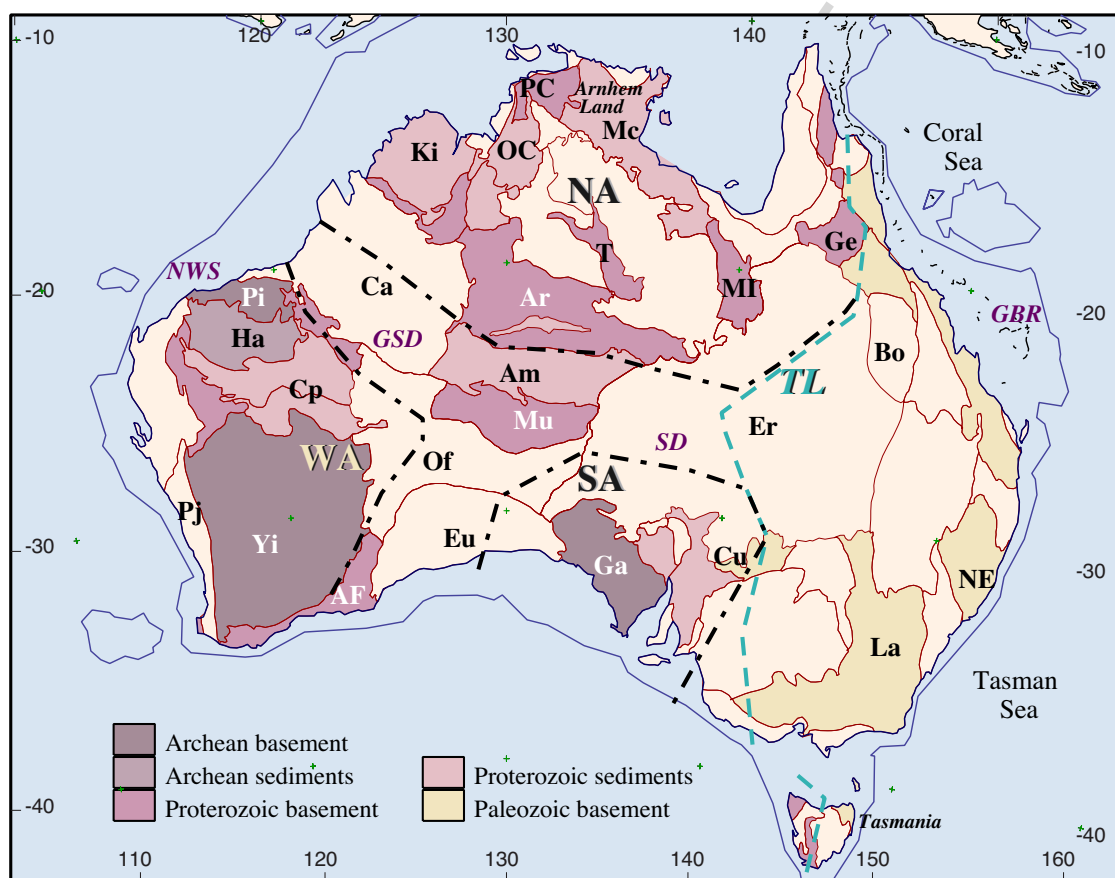 120
130
140
-10
-10
PC
Arnhem
Land
Mc
Coral
Sea
Ki
OC
NA
T
Ge
NWS
Ca
Ar
MI
-20
-20
Pi
Ha
GSD
GBR
Bo
Cp
Am
TL
Mu
Er
WA
Of
SD
SA
Pj
Yi
Eu
Ga
Cu
-30
-30
AF
NE
La
Tasman
Sea
Archean basement
Archean sediments
Proterozoic sediments
Proterozoic basement
Paleozoic basement
Tasmania
-40
-40
110
120
130
140
150
160